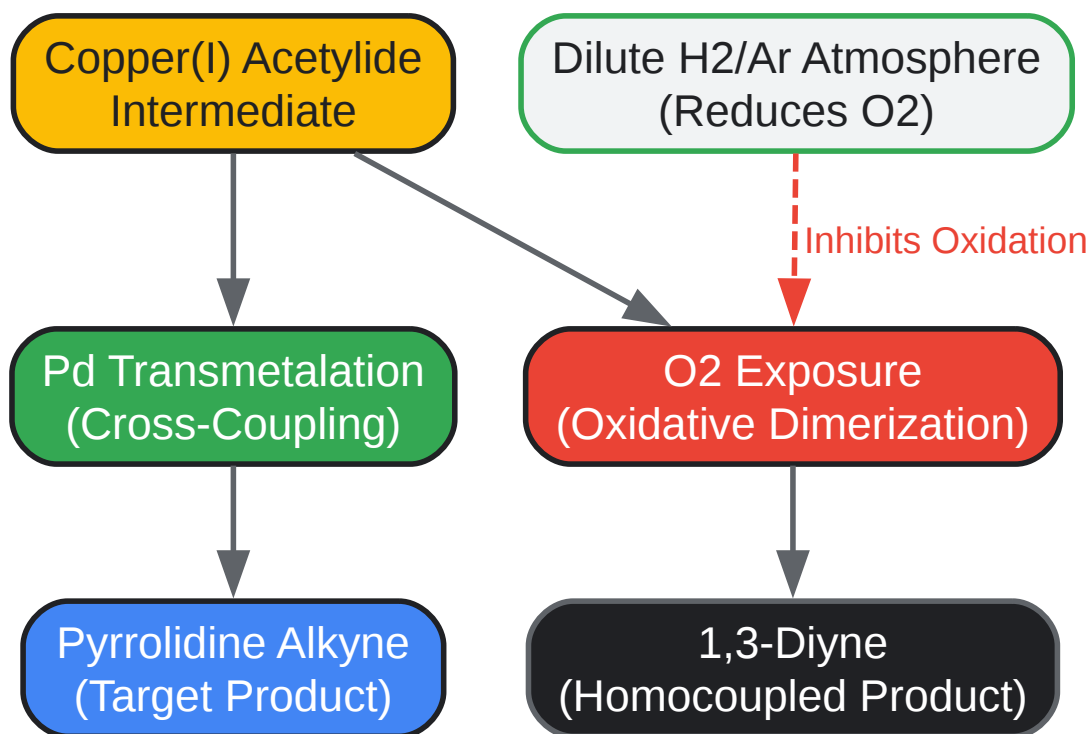 Copper(I) Acetylide
Intermediate
Dilute H2/Ar Atmosphere
(Reduces O2)
Inhibits Oxidation
Pd Transmetalation
(Cross-Coupling)
O2 Exposure
(Oxidative Dimerization)
Pyrrolidine Alkyne
(Target Product)
1,3-Diyne
(Homocoupled Product)